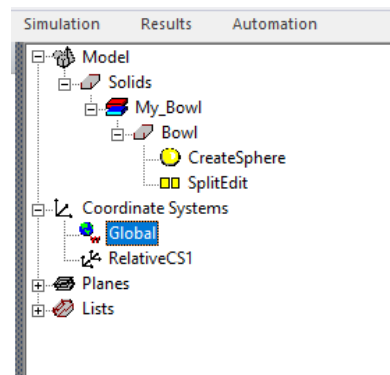 Simulation Results Automation
Model
Solids
My_Bowl
Bowl
CreateSphere
SplitEdit
Coordinate Systems
Global
RelativeCS1
Planes
Lists